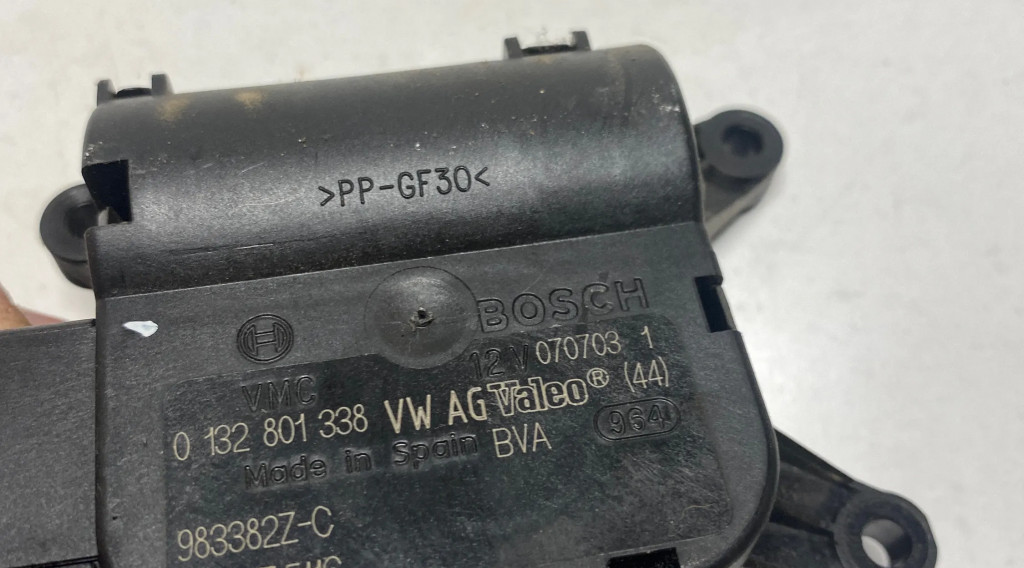 >PP-GF30<
BOSCH
12V 070703 1
VMC
0 132 801 338 VW AG Valeo® (44)
Made in Spain BVA 964
983382Z-C